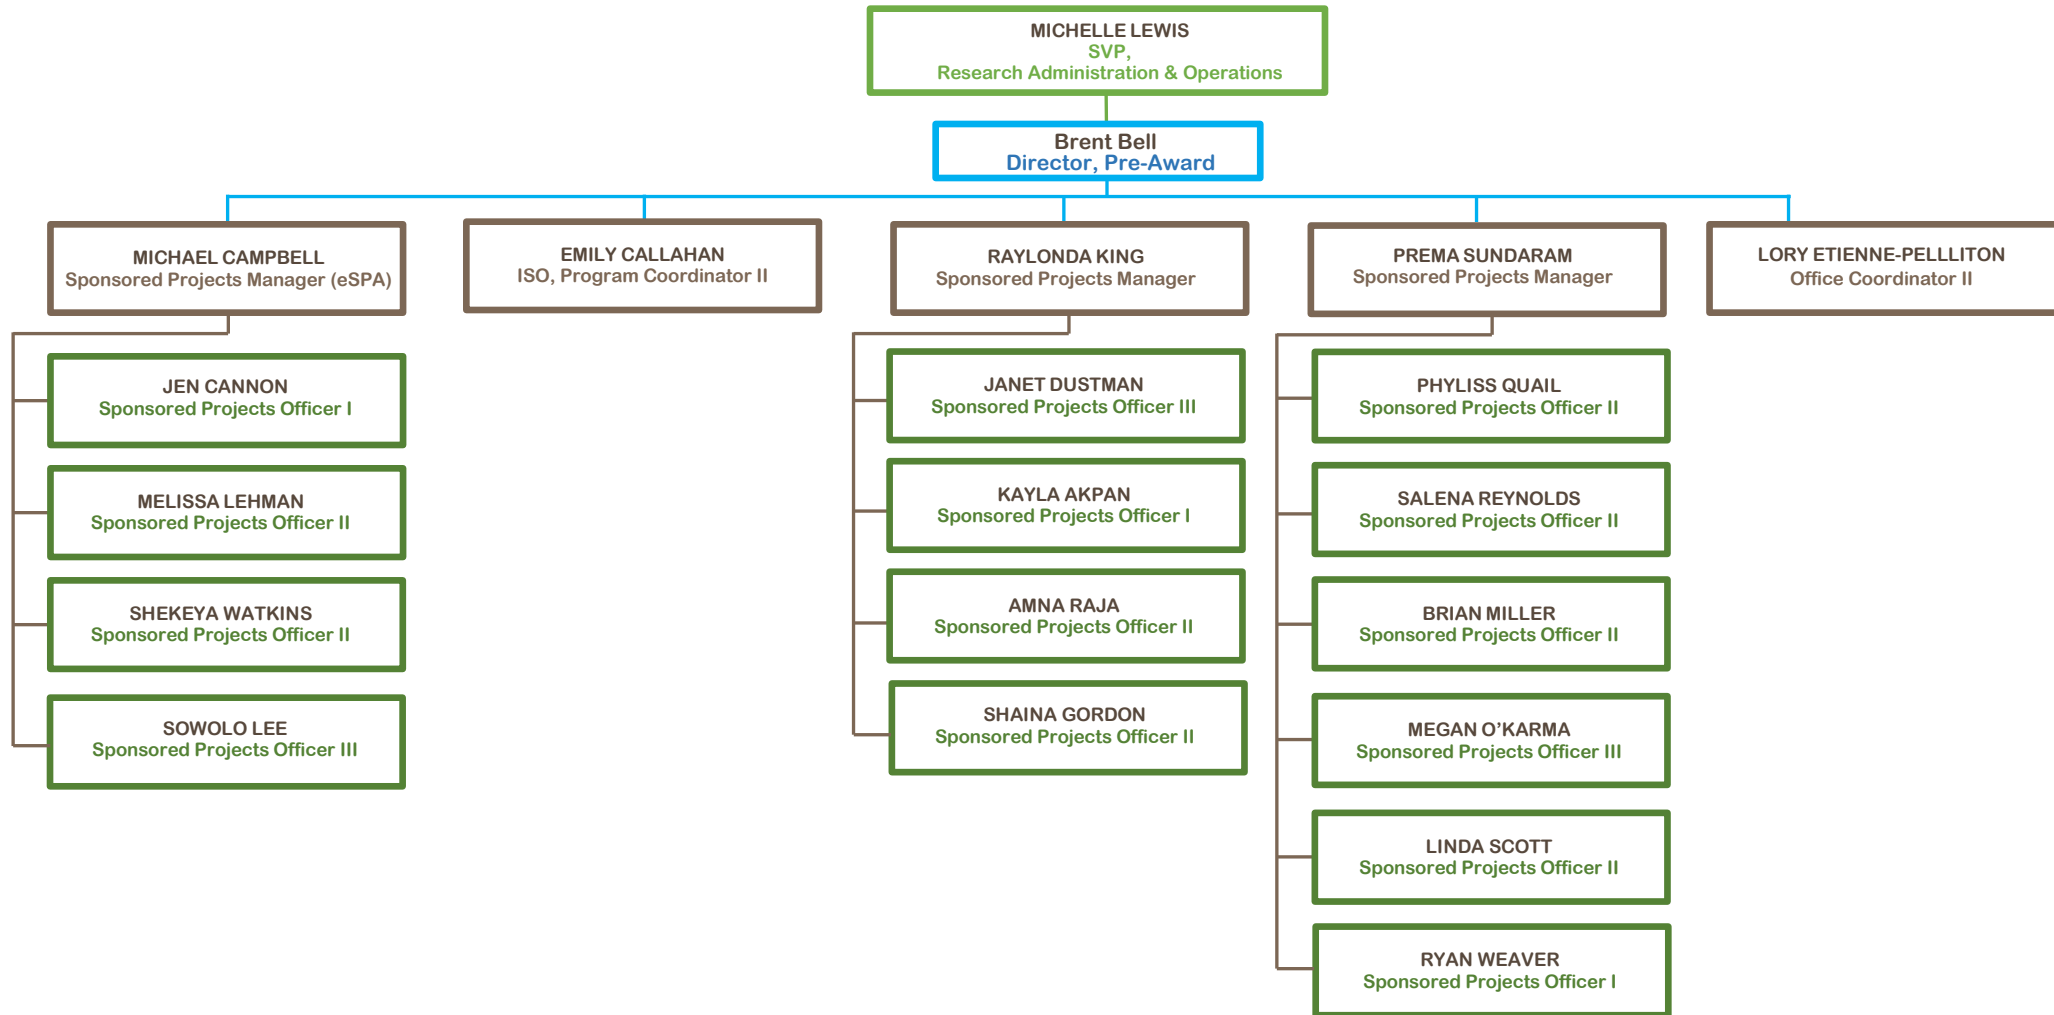 MICHELLE LEWIS
SVP,
Research Administration & Operations
Brent Bell
Director, Pre-Award
MICHAEL CAMPBELL
Sponsored Projects Manager (eSPA)
EMILY CALLAHAN
ISO, Program Coordinator II
RAYLONDA KING
Sponsored Projects Manager
PREMA SUNDARAM
Sponsored Projects Manager
LORY ETIENNE-PELLLITON
Office Coordinator II
JEN CANNON
Sponsored Projects Officer I
MELISSA LEHMAN
Sponsored Projects Officer II
SHEKEYA WATKINS
Sponsored Projects Officer II
SOWOLO LEE
Sponsored Projects Officer III
JANET DUSTMAN
Sponsored Projects Officer III
KAYLA AKPAN
Sponsored Projects Officer I
AMNA RAJA
Sponsored Projects Officer II
SHAINA GORDON
Sponsored Projects Officer II
PHYLISS QUAIL
Sponsored Projects Officer II
SALENA REYNOLDS
Sponsored Projects Officer II
BRIAN MILLER
Sponsored Projects Officer II
MEGAN O’KARMA
Sponsored Projects Officer III
LINDA SCOTT
Sponsored Projects Officer II
RYAN WEAVER
Sponsored Projects Officer I